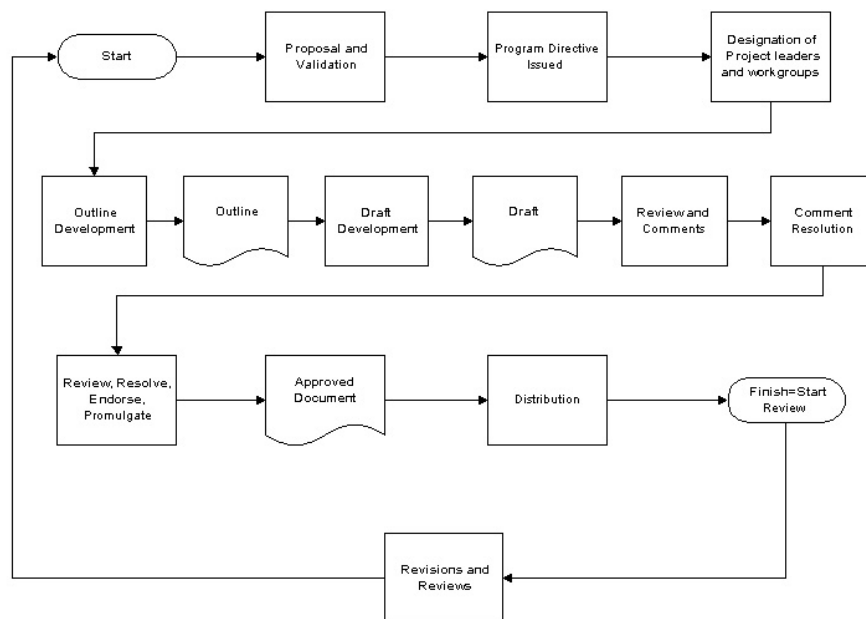 Start
Proposal and
Validation
Program Directive
Issued
Designation of
Project leaders
and workgroups
Outline
Development
Outline
Draft
Development
Draft
Review and
Comments
Comment
Resolution
Review, Resolve,
Endorse,
Promulgate
Approved
Document
Distribution
Finish=Start
Review
Revisions and
Reviews